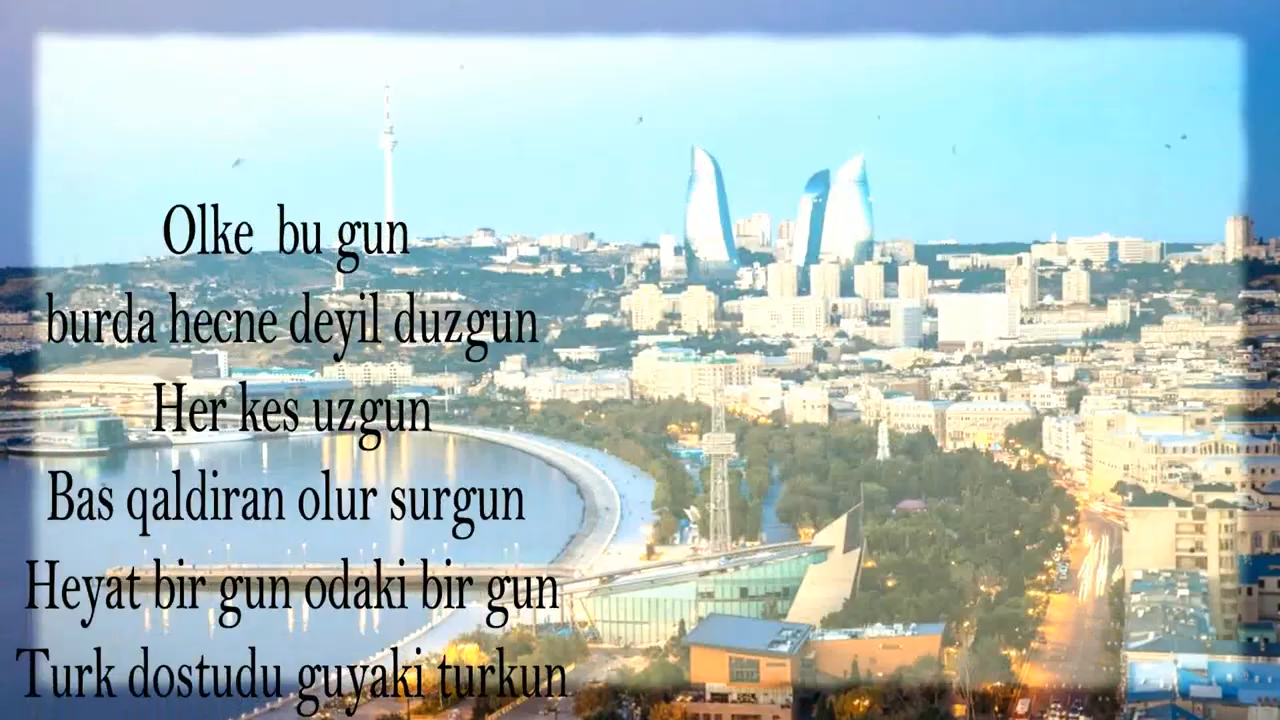 Olke bu gun
burda hecne deyil duzgun
Her kes uzgun
Bas qaldiran olur surgun
Heyat bir gun odaki bir gun
Turk dostudu guyaki turkun